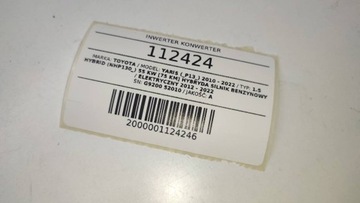 INWERTER KONWERTER
112424
MARKA: TOYOTA / MODEL: YARIS (_P13_) 2010 - 2022 / TYP: 1.5
HYBRID (NHP130_) 55 KW (75 KN) HYBRYDA SILNIK BENZYNOWY
/ ELEKTRYCZNY 2012 - 2022
SN: G9200 52010 / JAKOŚĆ: A
2000001124246